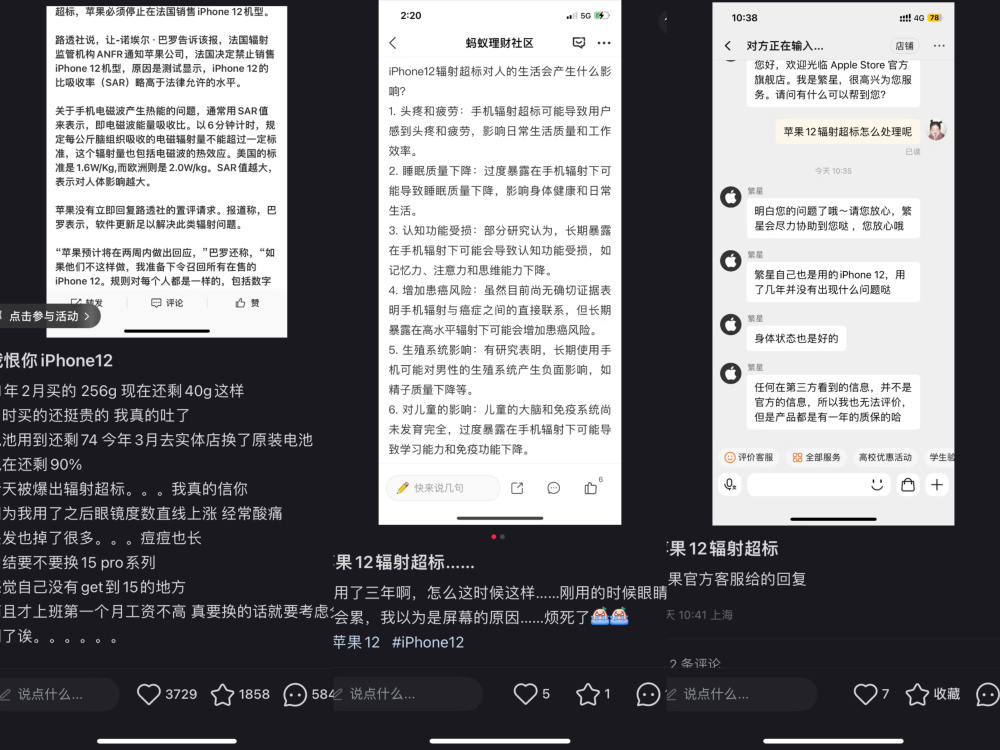 超标，苹果必须停止在法国销售iPhone 12机型。
路透社说，让-诺埃尔·巴罗告诉该报，法国辐射
监管机构ANFR通知苹果公司，法国决定禁止销售
iPhone 12机型，原因是测试显示，iPhone 12的
比吸收率（SAR）略高于法律允许的水平。
关于手机电磁波产生热能的问题，通常用SAR值
来表示，即电磁波能量吸收比。以6分钟计时，规
定每公斤脑组织吸收的电磁辐射量不能超过一定标
准，这个辐射量也包括电磁波的热效应。美国的标
准是1.6W/Kg,而欧洲则是2.0W/kg。SAR值越大，
表示对人体影响越大。
苹果没有立即回复路透社的置评请求。报道称，巴
罗表示，软件更新足以解决此类辐射问题。
“苹果预计将在两周内做出回应，”巴罗还称，“如
果他们不这样做，我准备下令召回所有在售的
iPhone 12。规则对每个人都是一样的，包括数字
转发
评论
赞
点击参与活动 >
恨你iPhone12
年2月买的 256g 现在还剩40g这样
时买的还挺贵的 我真的吐了
池用到还剩74 今年3月去实体店换了原装电池
在还剩90%
天被爆出辐射超标。。。我真的信你
为我用了之后眼镜度数直线上涨 经常酸痛
发也掉了很多。。。痘痘也长
结要不要换15 pro系列
觉自己没有get到15的地方
且才上班第一个月工资不高 真要换的话就要考虑
了诶。。。。。。
说点什么...
3729
1858
584
2:20
5G
蚂蚁理财社区
iPhone12辐射超标对人的生活会产生什么影
响?
1. 头疼和疲劳：手机辐射超标可能导致用户
感到头疼和疲劳，影响日常生活质量和工作
效率。
2. 睡眠质量下降：过度暴露在手机辐射下可
能导致睡眠质量下降，影响身体健康和日常
生活。
3. 认知功能受损：部分研究认为，长期暴露
在手机辐射下可能会导致认知功能受损，如
记忆力、注意力和思维能力下降。
4. 增加患癌风险：虽然目前尚无确切证据表
明手机辐射与癌症之间的直接联系，但长期
暴露在高水平辐射下可能会增加患癌风险。
5. 生殖系统影响：有研究表明，长期使用手
机可能对男性的生殖系统产生负面影响，如
精子质量下降等。
6. 对儿童的影响：儿童的大脑和免疫系统尚
未发育完全，过度暴露在手机辐射下可能导
致学习能力和免疫功能下降。
快来说几句
6
果12辐射超标......
用了三年啊，怎么这时候这样......刚用的时候眼睛
会累，我以为是屏幕的原因......烦死了
苹果12 #iPhone12
说点什么...
5
1
10:38
4G
78
对方正在输入...
店铺
您好，欢迎光临 Apple Store 官方
旗舰店。我是繁星，很高兴为您服
务。请问有什么可以帮到您?
苹果12辐射超标怎么处理呢
已读
今天 10:35
繁星
明白您的问题了哦～请您放心，繁
星会尽力协助到您哒 ，您放心哦
繁星
繁星自己也是用的iPhone 12，用
了几年并没有出现什么问题哒
繁星
身体状态也是好的
繁星
任何在第三方看到的信息，并不是
官方的信息，所以我也无法评价，
但是产品都是有一年的质保的哈
评价客服
全部服务
高校优惠活动
学生验
果12辐射超标
果官方客服给的回复
天 10:41 上海
2 条评论
说点什么...
7
收藏